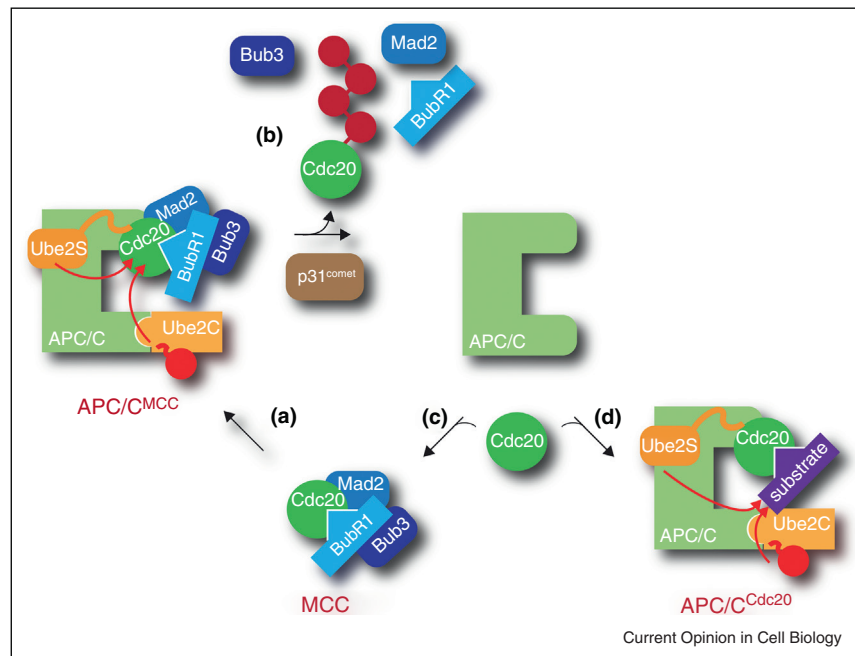 Bub3
Mad2
BubR1
(b)
Cdc20
Mad2
Cdc20
Ube2S
BubR1
Bub3
p31comet
APC/C
Ube2C
APC/C
APC/CMCC
(a)
(c)
Cdc20
(d)
Cdc20
Ube2S
substrate
Mad2
Cdc20
BubR1
Bub3
Ube2C
APC/C
MCC
APC/CCdc20
Current Opinion in Cell Biology